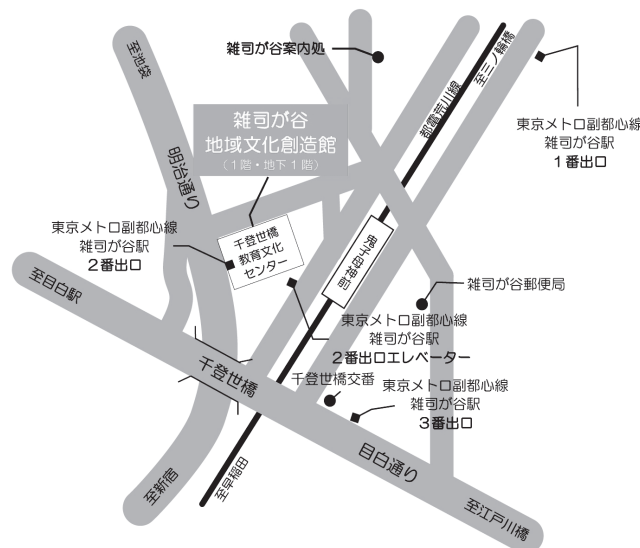 雑司が谷案内処
至池袋
都電荒川線
至三ノ輪橋
雑司が谷
地域文化創造館
(1階・地下1階)
東京メトロ副都心線
雑司が谷駅
1番出口
明治通り
東京メトロ副都心線
雑司が谷駅
2番出口
千登世橋
教育文化
センター
鬼子母神前
至目白駅
雑司が谷郵便局
東京メトロ副都心線
雑司が谷駅
2番出口エレベーター
千登世橋
千登世橋交番
東京メトロ副都心線
雑司が谷駅
3番出口
目白通り
至新宿
至早稲田
至江戸川橋